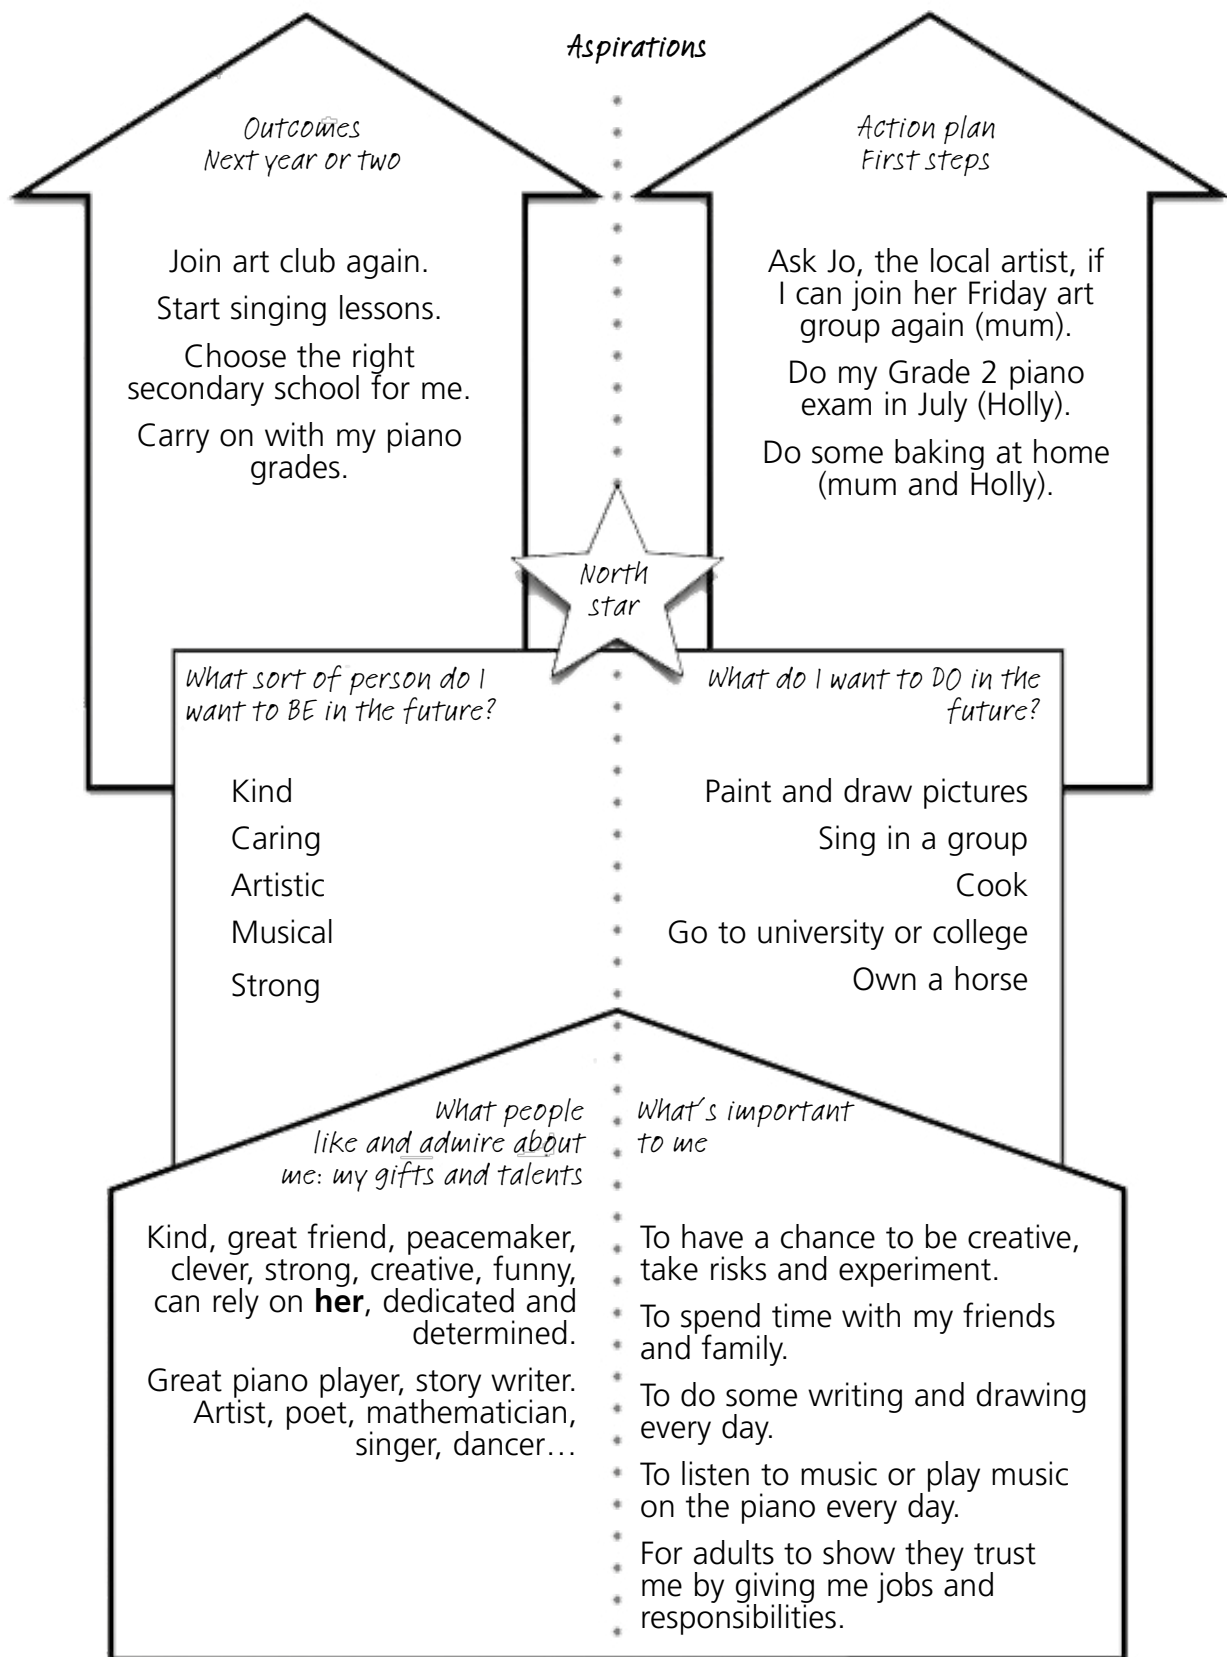 Aspirations
Outcomes
Next year or two
Join art club again.
Start singing lessons.
Choose the right
secondary school for me.
Carry on with my piano
grades.
Action plan
First steps
Ask Jo, the local artist, if
I can join her Friday art
group again (mum).
Do my Grade 2 piano
exam in July (Holly).
Do some baking at home
(mum and Holly).
North
star
What sort of person do I
want to BE in the future?
Kind
Caring
Artistic
Musical
Strong
What do I want to DO in the
future?
Paint and draw pictures
Sing in a group
Cook
Go to university or college
Own a horse
What people
like and admire about
me: my gifts and talents
Kind, great friend, peacemaker,
clever, strong, creative, funny,
can rely on her, dedicated and
determined.
Great piano player, story writer.
Artist, poet, mathematician,
singer, dancer…
What's important
to me
To have a chance to be creative,
take risks and experiment.
To spend time with my friends
and family.
To do some writing and drawing
every day.
To listen to music or play music
on the piano every day.
For adults to show they trust
me by giving me jobs and
responsibilities.